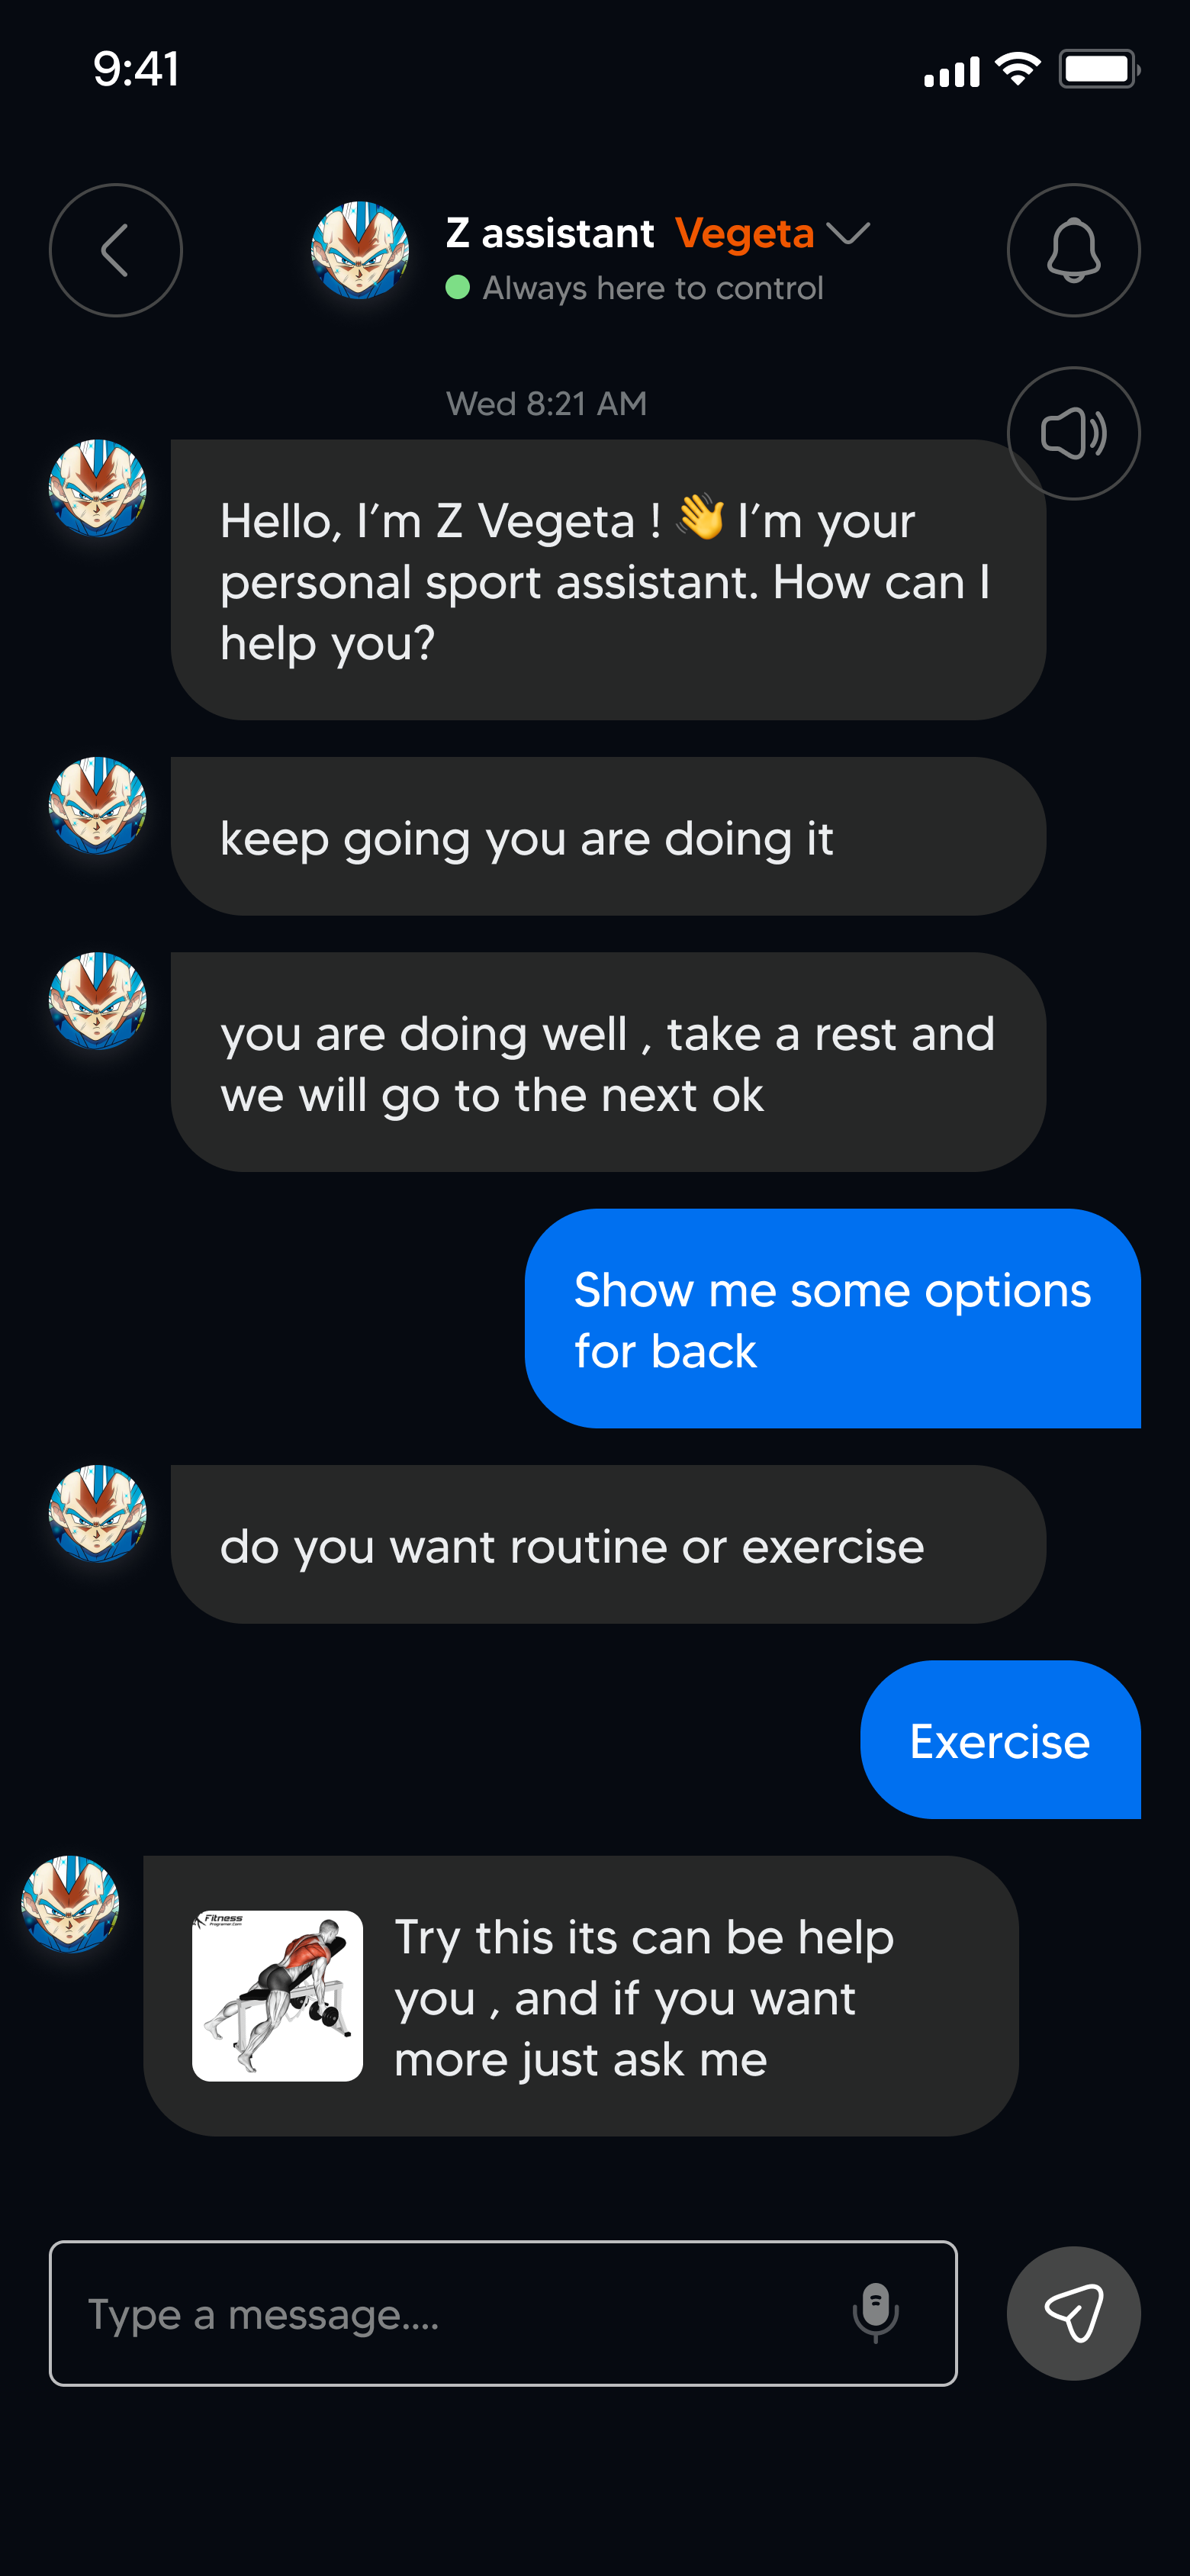 9:41
Z assistant Vegeta
Always here to control
Wed 8:21 AM
Hello, I’m Z Vegeta ! 👋 I’m your
personal sport assistant. How can I
help you?
keep going you are doing it
you are doing well , take a rest and
we will go to the next ok
Show me some options
for back
do you want routine or exercise
Exercise
Fitness
Programer.Com
Try this its can be help
you , and if you want
more just ask me
Type a message....